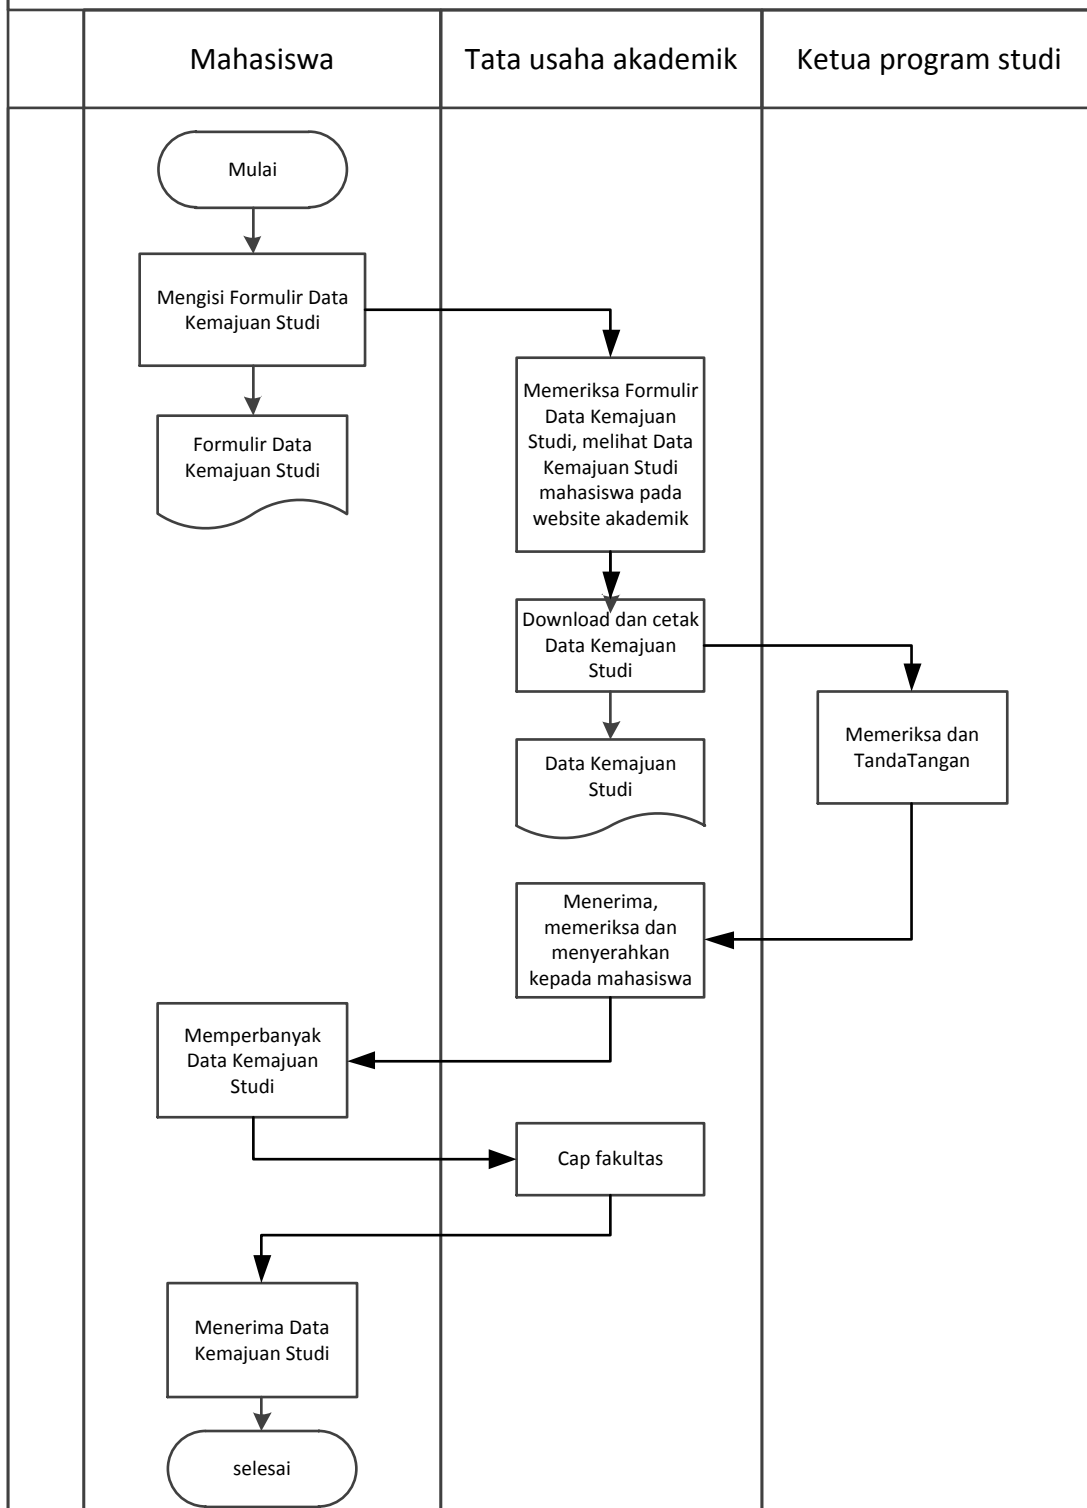 Mahasiswa
Tata usaha akademik
Ketua program studi
Mulai
Mengisi Formulir Data
Kemajuan Studi
Formulir Data
Kemajuan Studi
Memeriksa Formulir
Data Kemajuan
Studi, melihat Data
Kemajuan Studi
mahasiswa pada
website akademik
Download dan cetak
Data Kemajuan
Studi
Data Kemajuan
Studi
Memeriksa dan
TandaTangan
Menerima,
memeriksa dan
menyerahkan
kepada mahasiswa
Memperbanyak
Data Kemajuan
Studi
Cap fakultas
Menerima Data
Kemajuan Studi
selesai